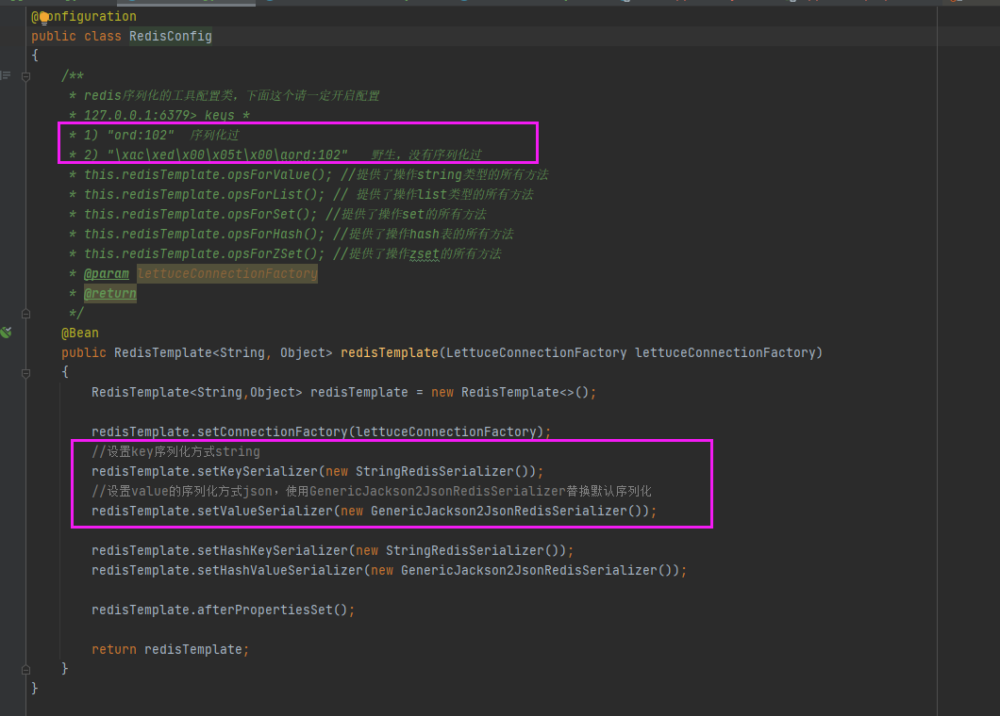 @Configuration
public class RedisConfig
{
/**
* redis序列化的工具配置类，下面这个请一定开启配置
* 127.0.0.1:6379> keys *
* 1) "ord:102"  序列化过
* 2) "\xac\xed\x00\x05t\x00\aord:102"   野生，没有序列化过
* this.redisTemplate.opsForValue(); //提供了操作string类型的所有方法
* this.redisTemplate.opsForList(); // 提供了操作list类型的所有方法
* this.redisTemplate.opsForSet(); //提供了操作set的所有方法
* this.redisTemplate.opsForHash(); //提供了操作hash表的所有方法
* this.redisTemplate.opsForZSet(); //提供了操作zset的所有方法
* @param lettuceConnectionFactory
* @return
*/
@Bean
public RedisTemplate<String, Object> redisTemplate(LettuceConnectionFactory lettuceConnectionFactory)
{
RedisTemplate<String,Object> redisTemplate = new RedisTemplate<>();
redisTemplate.setConnectionFactory(lettuceConnectionFactory);
//设置key序列化方式string
redisTemplate.setKeySerializer(new StringRedisSerializer());
//设置value的序列化方式json，使用GenericJackson2JsonRedisSerializer替换默认序列化
redisTemplate.setValueSerializer(new GenericJackson2JsonRedisSerializer());
redisTemplate.setHashKeySerializer(new StringRedisSerializer());
redisTemplate.setHashValueSerializer(new GenericJackson2JsonRedisSerializer());
redisTemplate.afterPropertiesSet();
return redisTemplate;
}
}